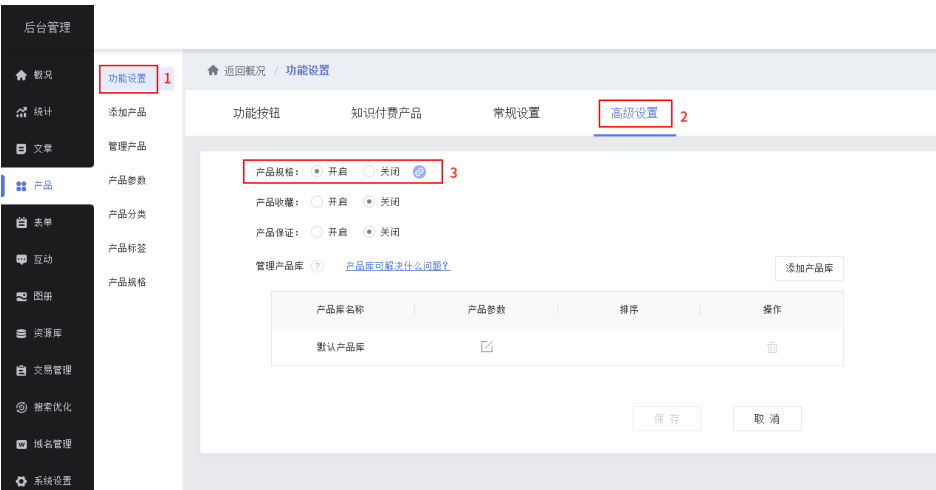 后台管理
概况
统计
文章
产品
表单
互动
图册
资源库
交易管理
搜索优化
域名管理
系统设置
功能设置 1
添加产品
管理产品
产品参数
产品分类
产品标签
产品规格
返回概况 / 功能设置
功能按钮 知识付费产品 常规设置 高级设置 2
产品规格: 开启 关闭 3
产品收藏: 开启 关闭
产品保证: 开启 关闭
管理产品库 ? 产品库可解决什么问题? 添加产品库
产品库名称 产品参数 排序 操作
默认产品库
保存 取消